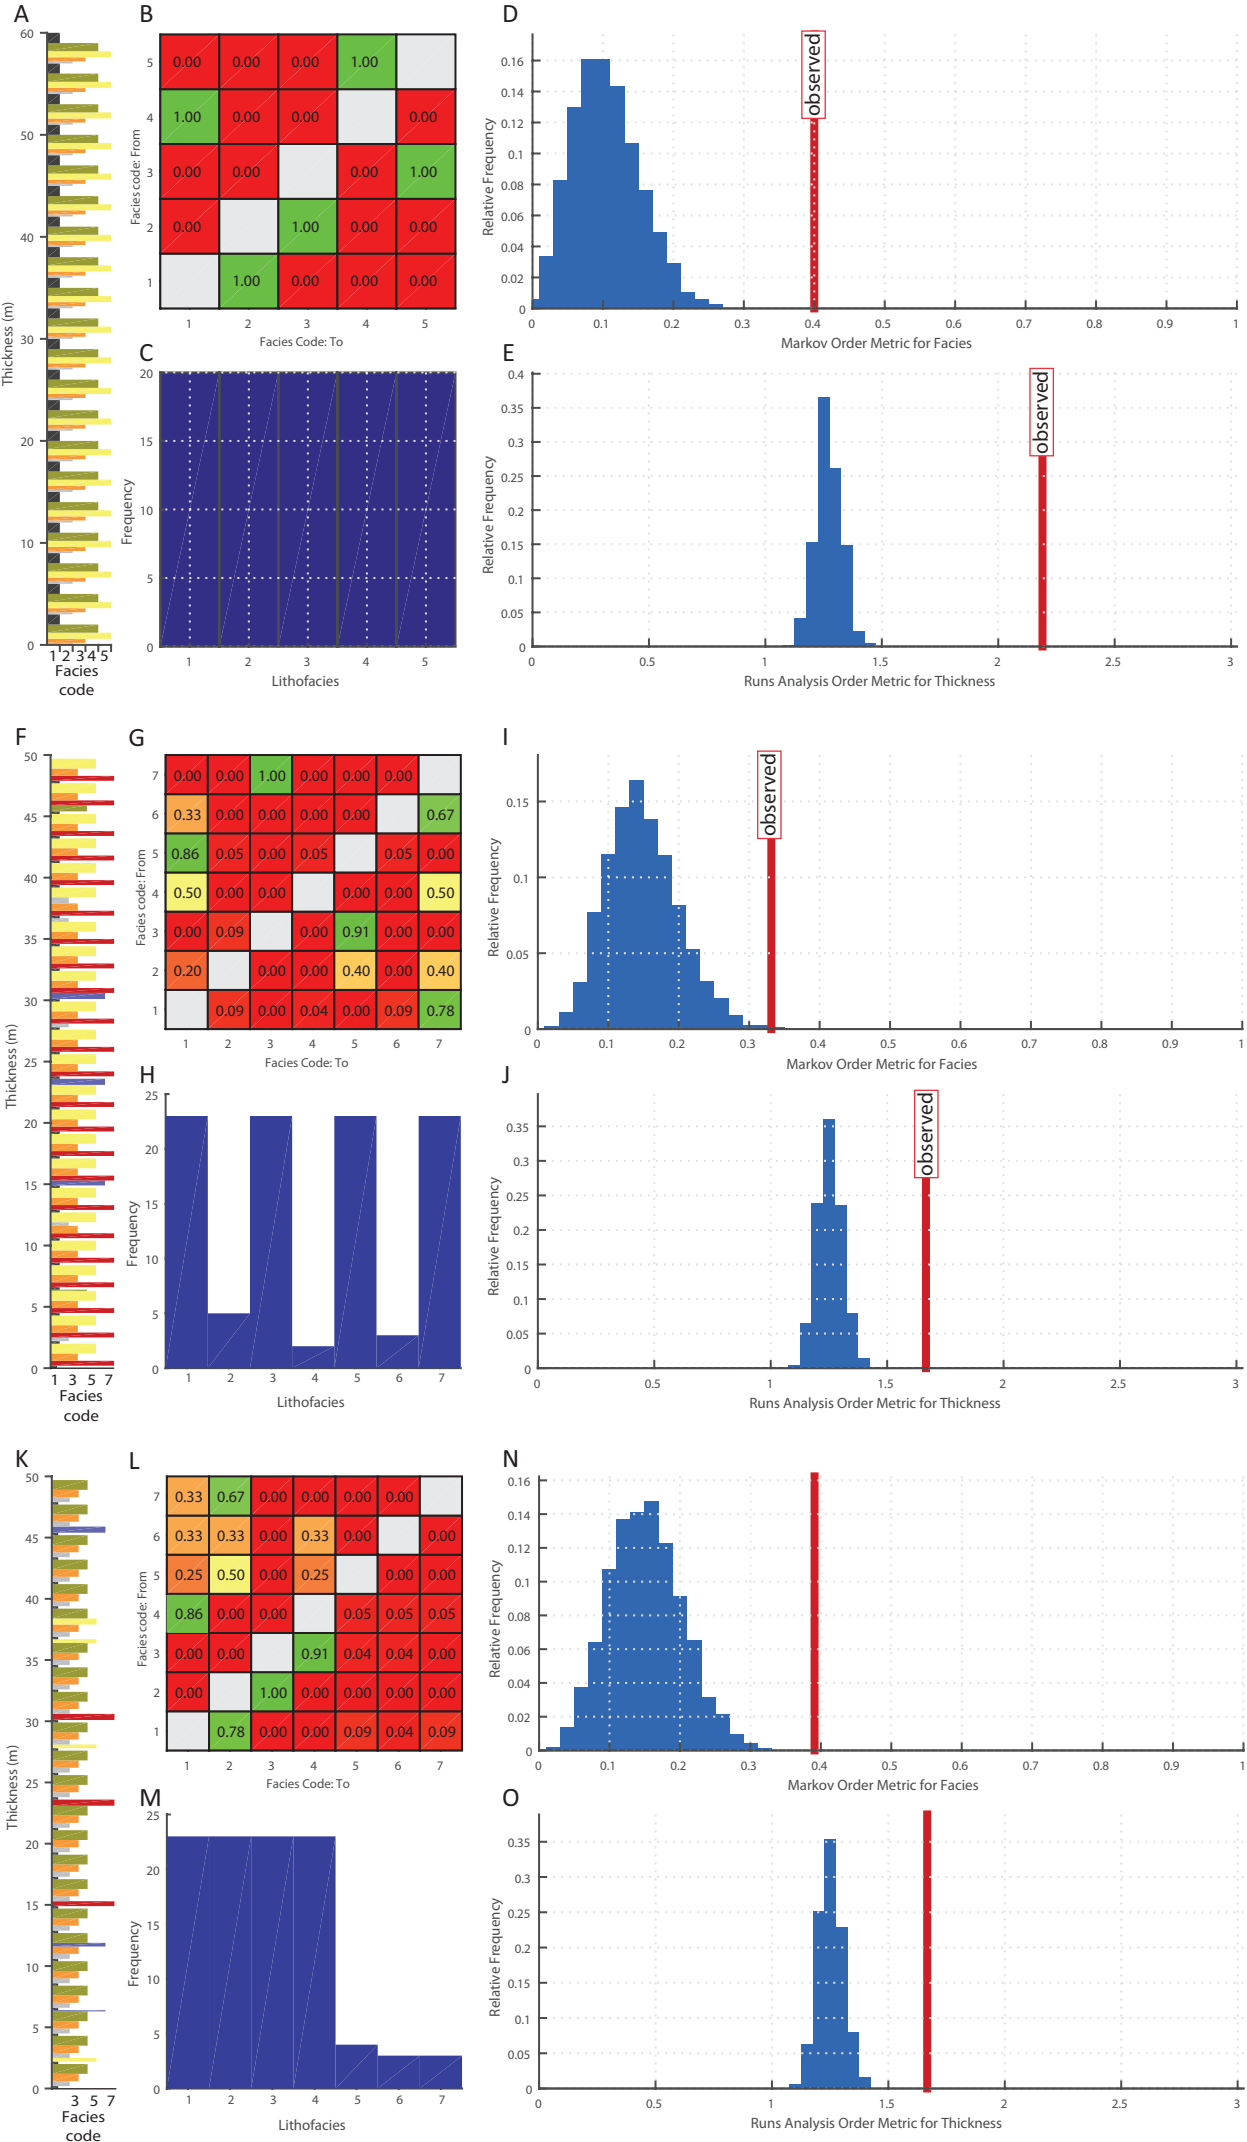 A
60
50
40
30
20
10
0
Thickness (m)
1 2 3 4 5
Facies
code
B
5 0.00 0.00 0.00 1.00
4 1.00 0.00 0.00 0.00
3 0.00 0.00 0.00 1.00
2 0.00 1.00 0.00 0.00
1 1.00 0.00 0.00 0.00
1 2 3 4 5
Facies code: From
Facies Code: To
C
20
15
10
5
0
Frequency
1 2 3 4 5
Lithofacies
D
observed
0.16
0.14
0.12
0.1
0.08
0.06
0.04
0.02
0
Relative Frequency
0 0.1 0.2 0.3 0.4 0.5 0.6 0.7 0.8 0.9 1
Markov Order Metric for Facies
E
observed
0.4
0.35
0.3
0.25
0.2
0.15
0.1
0.05
0
Relative Frequency
0 0.5 1 1.5 2 2.5 3
Runs Analysis Order Metric for Thickness
F
50
45
40
35
30
25
20
15
10
5
0
Thickness (m)
1 3 5 7
Facies
code
G
7 0.00 0.00 1.00 0.00 0.00 0.00
6 0.33 0.00 0.00 0.00 0.00 0.67
5 0.86 0.05 0.00 0.05 0.05 0.00
4 0.50 0.00 0.00 0.00 0.00 0.50
3 0.00 0.09 0.00 0.91 0.00 0.00
2 0.20 0.00 0.00 0.40 0.00 0.40
1 0.09 0.00 0.04 0.00 0.09 0.78
1 2 3 4 5 6 7
Facies code: From
Facies Code: To
H
25
20
15
10
5
0
Frequency
1 2 3 4 5 6 7
Lithofacies
I
observed
0.15
0.1
0.05
0
Relative Frequency
0 0.1 0.2 0.3 0.4 0.5 0.6 0.7 0.8 0.9 1
Markov Order Metric for Facies
J
observed
0.35
0.3
0.25
0.2
0.15
0.1
0.05
0
Relative Frequency
0 0.5 1 1.5 2 2.5 3
Runs Analysis Order Metric for Thickness
K
50
45
40
35
30
25
20
15
10
5
0
Thickness (m)
3 5 7
Facies
code
L
7 0.33 0.67 0.00 0.00 0.00 0.00
6 0.33 0.33 0.00 0.33 0.00 0.00
5 0.25 0.50 0.00 0.25 0.00 0.00
4 0.86 0.00 0.00 0.05 0.05 0.05
3 0.00 0.00 0.91 0.04 0.04 0.00
2 0.00 1.00 0.00 0.00 0.00 0.00
1 0.78 0.00 0.00 0.09 0.04 0.09
1 2 3 4 5 6 7
Facies code: From
Facies Code: To
M
25
20
15
10
5
0
Frequency
1 2 3 4 5 6 7
Lithofacies
N
0.16
0.14
0.12
0.1
0.08
0.06
0.04
0.02
0
Relative Frequency
0 0.1 0.2 0.3 0.4 0.5 0.6 0.7 0.8 0.9 1
Markov Order Metric for Facies
O
0.35
0.3
0.25
0.2
0.15
0.1
0.05
0
Relative Frequency
0 0.5 1 1.5 2 2.5 3
Runs Analysis Order Metric for Thickness